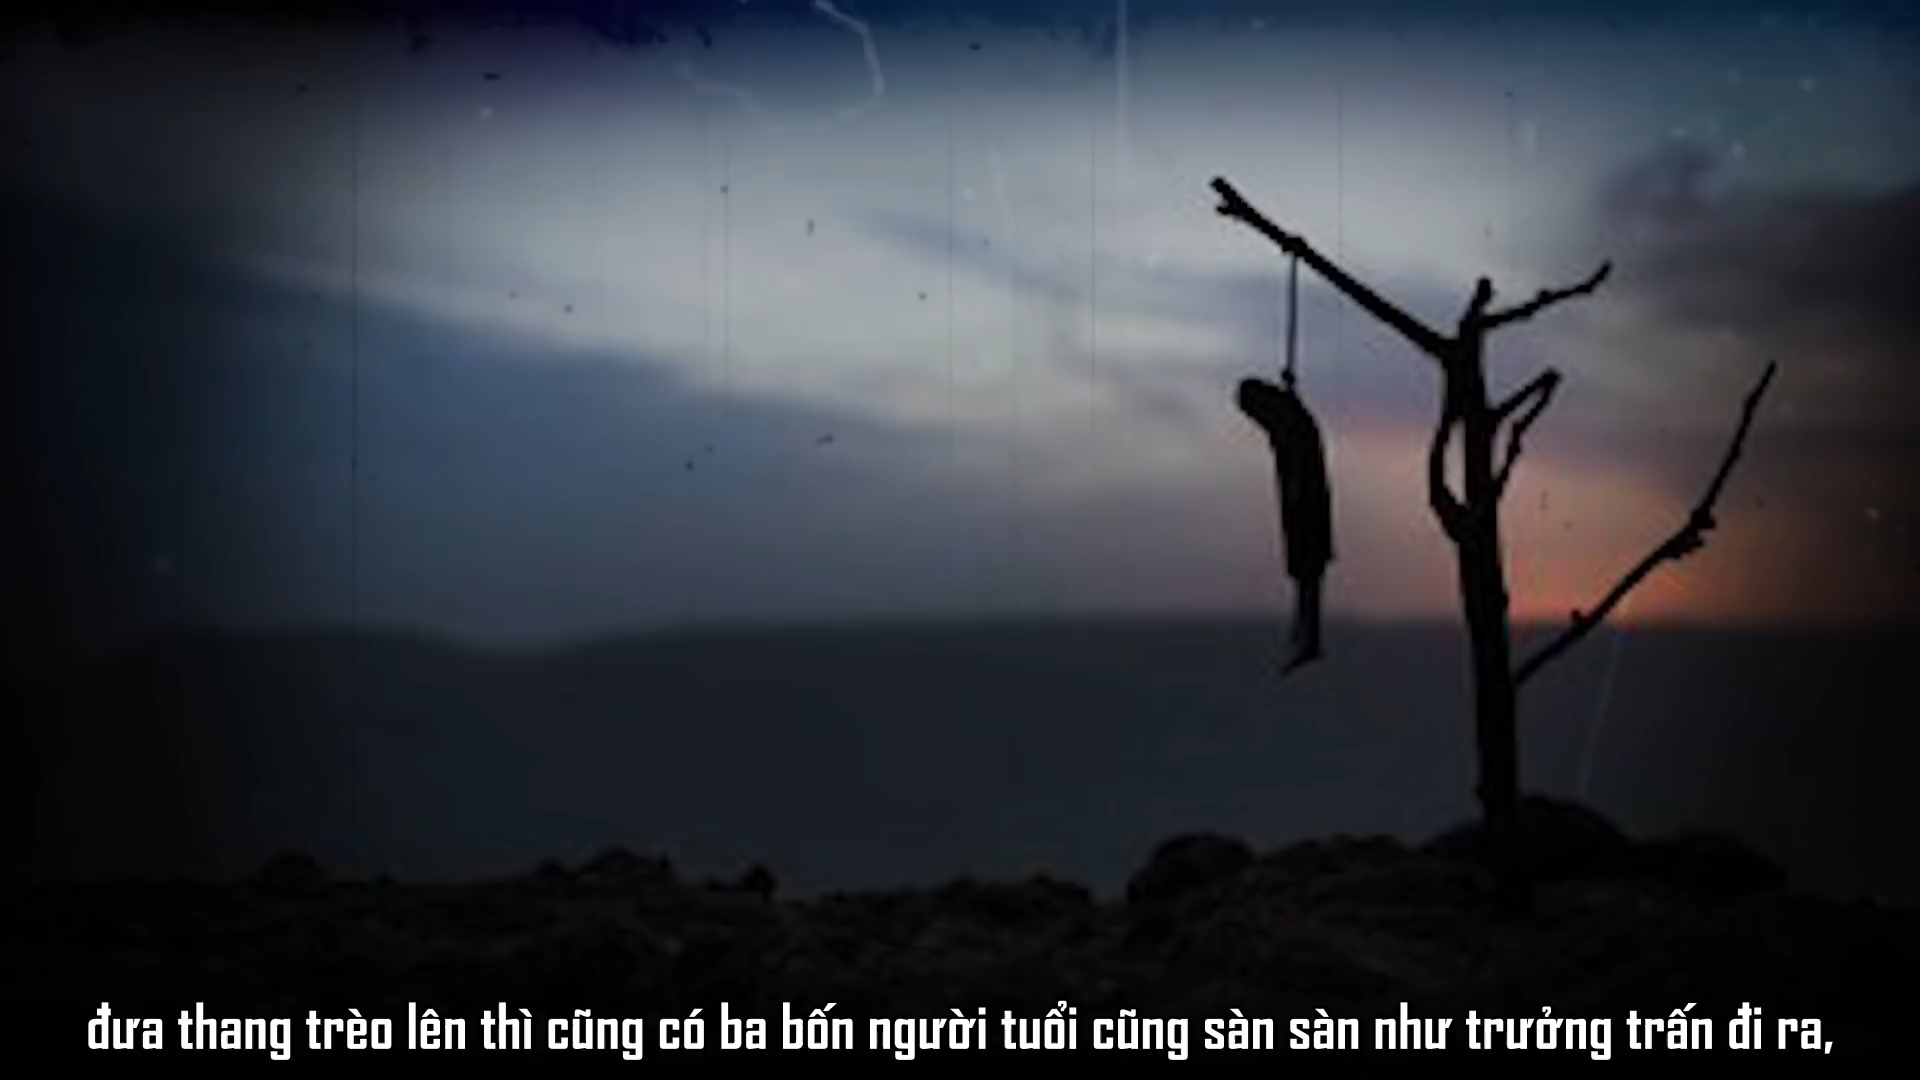 đưa thang trèo lên thì cũng có ba bốn người tuổi cũng sàn sàn như trưởng trấn đi ra,